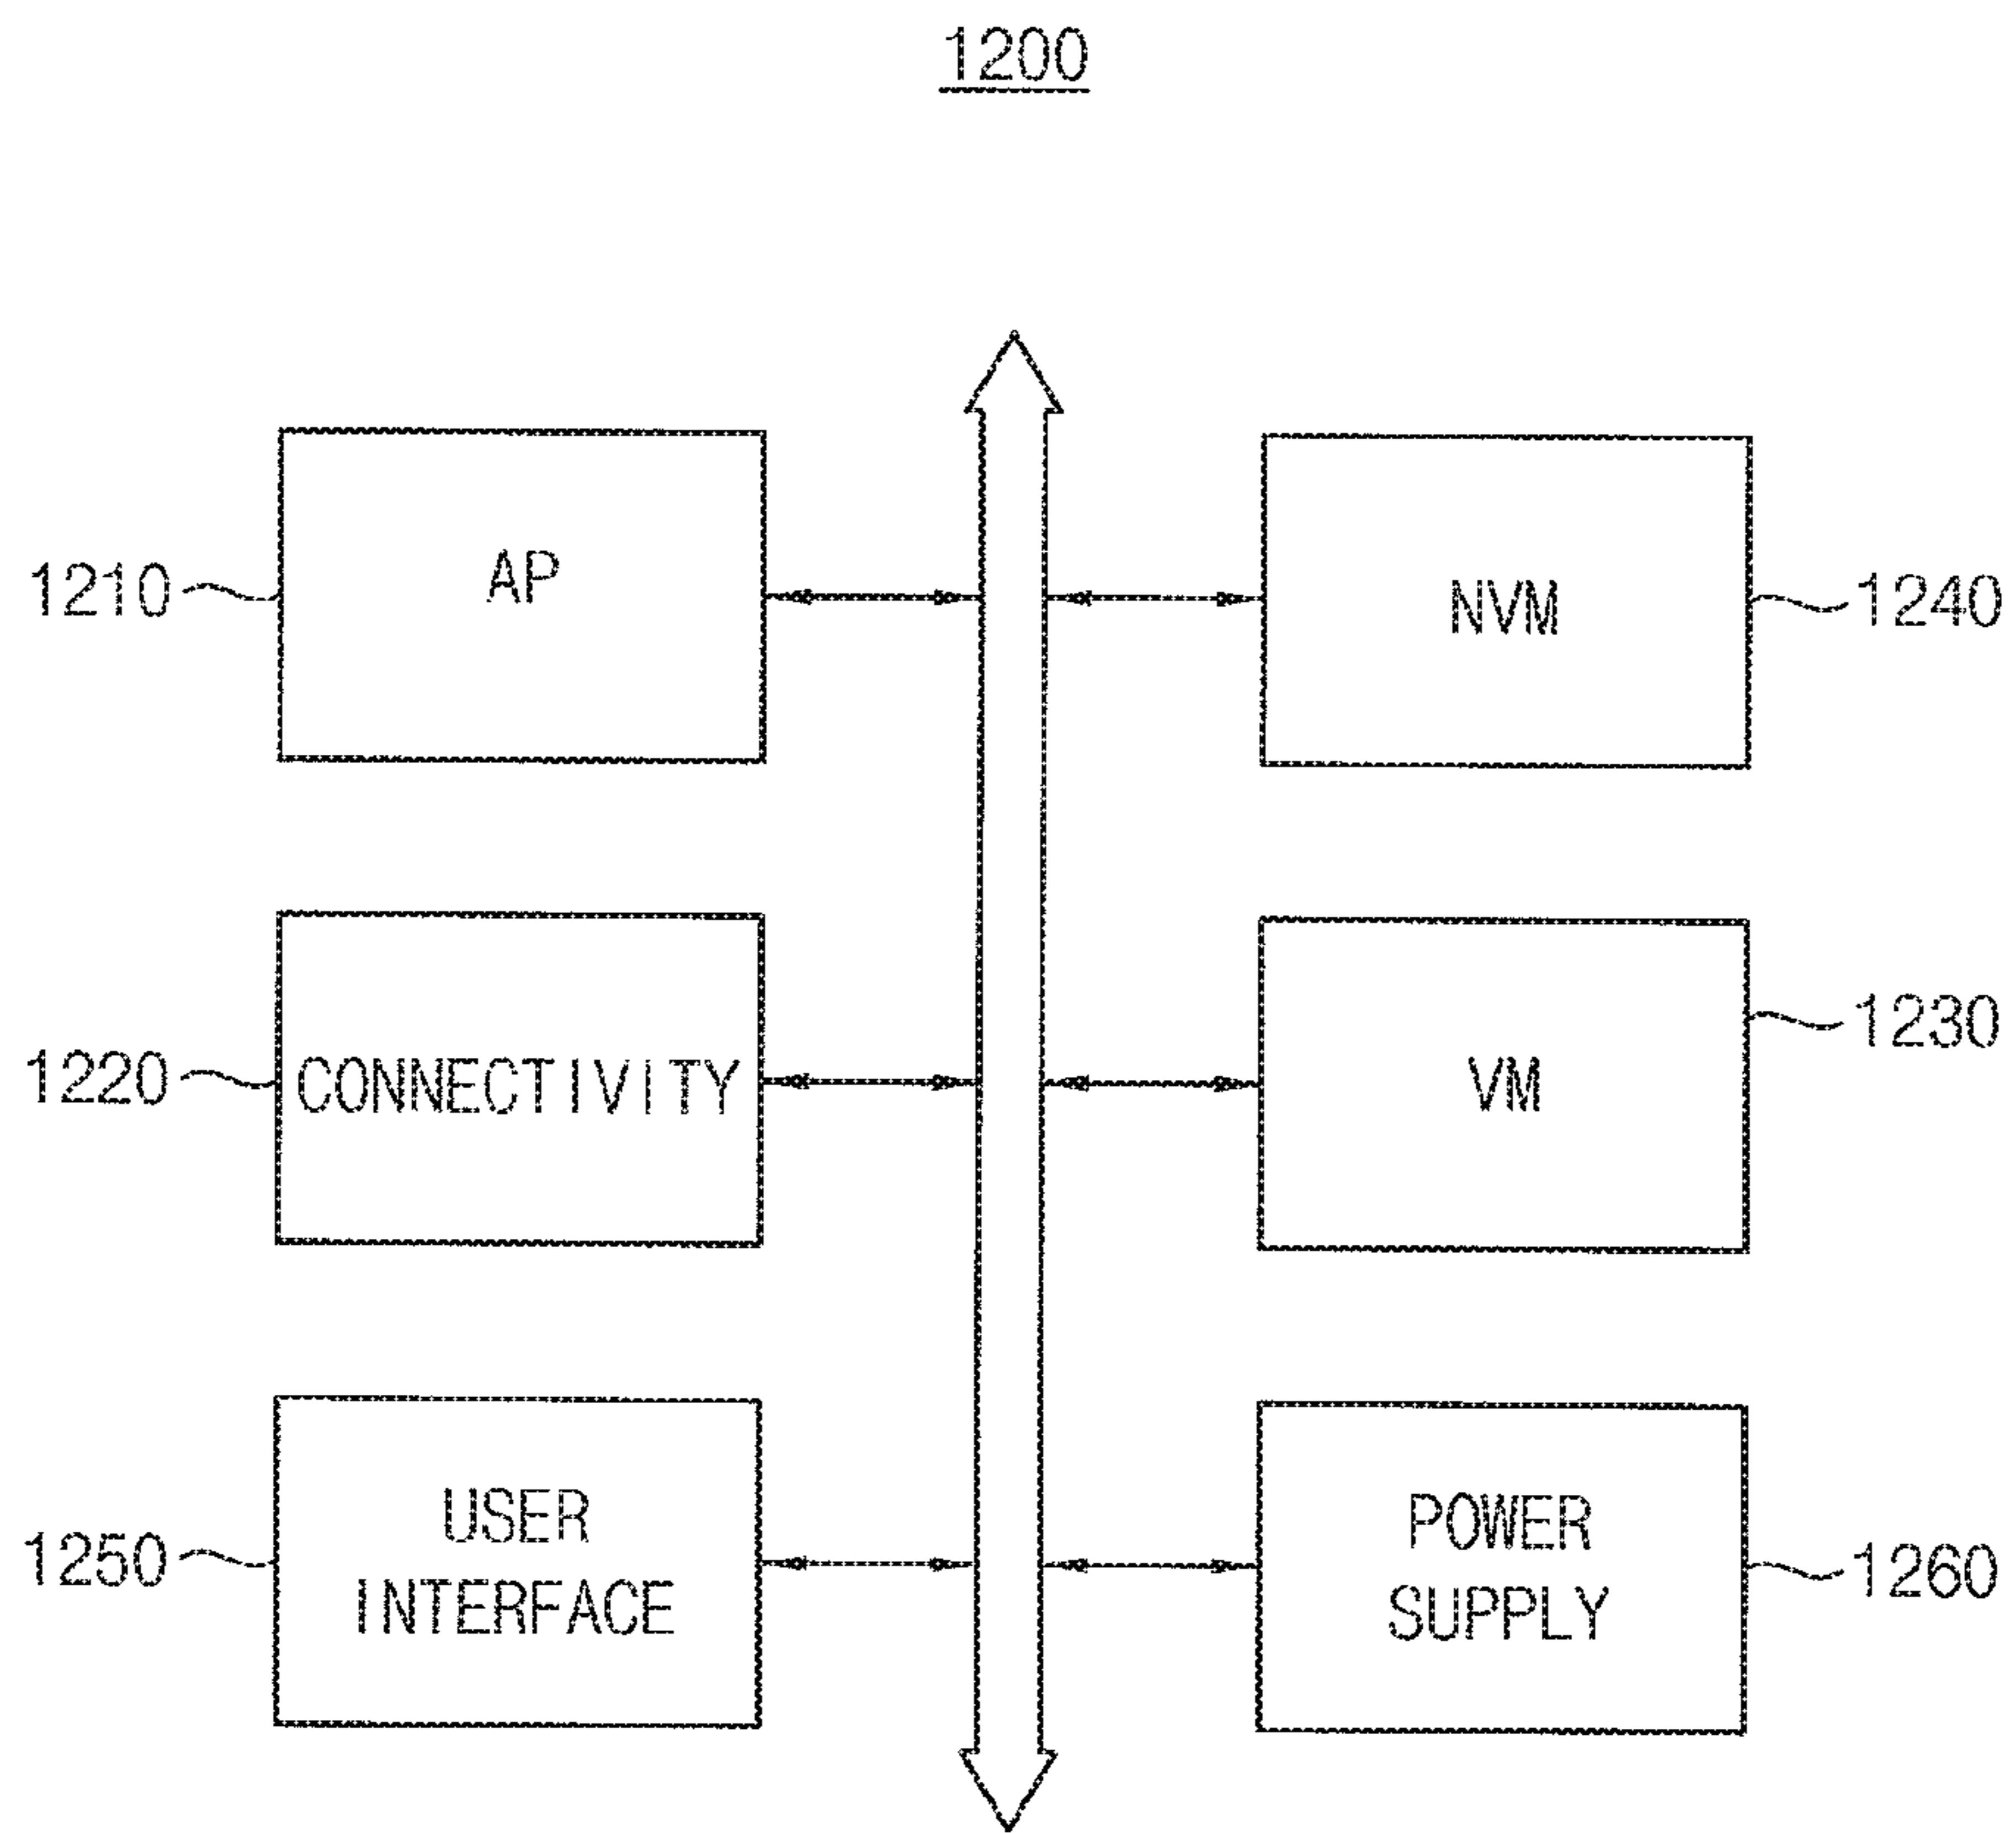 1200
1210
AP
NVM
1240
1220
CONNECTIVITY
VM
1230
1250
USER
INTERFACE
POWER
SUPPLY
1260